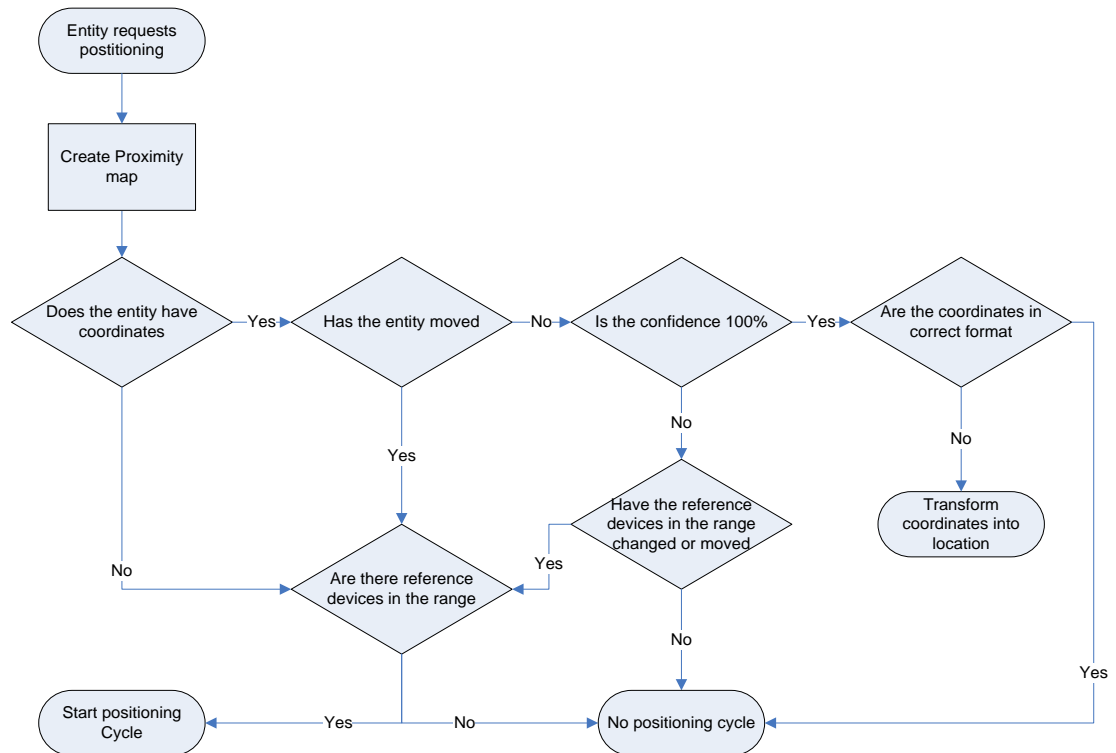 Entity requests
postitioning
Create Proximity
map
Does the entity have
coordinates
Yes
Has the entity moved
No
Is the confidence 100%
Yes
Are the coordinates in
correct format
No
Yes
No
Have the reference
devices in the range
changed or moved
Transform
coordinates into
location
Yes
No
Are there reference
devices in the range
No
Yes
Start positioning
Cycle
Yes
No
No positioning cycle